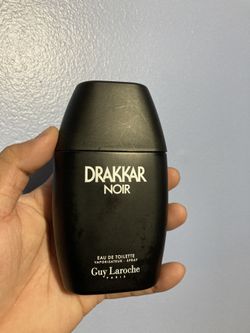 DRAKKAR
NOIR
EAU DE TOILETTE
VAPORISATEUR - SPRAY
Guy Laroche
PARIS